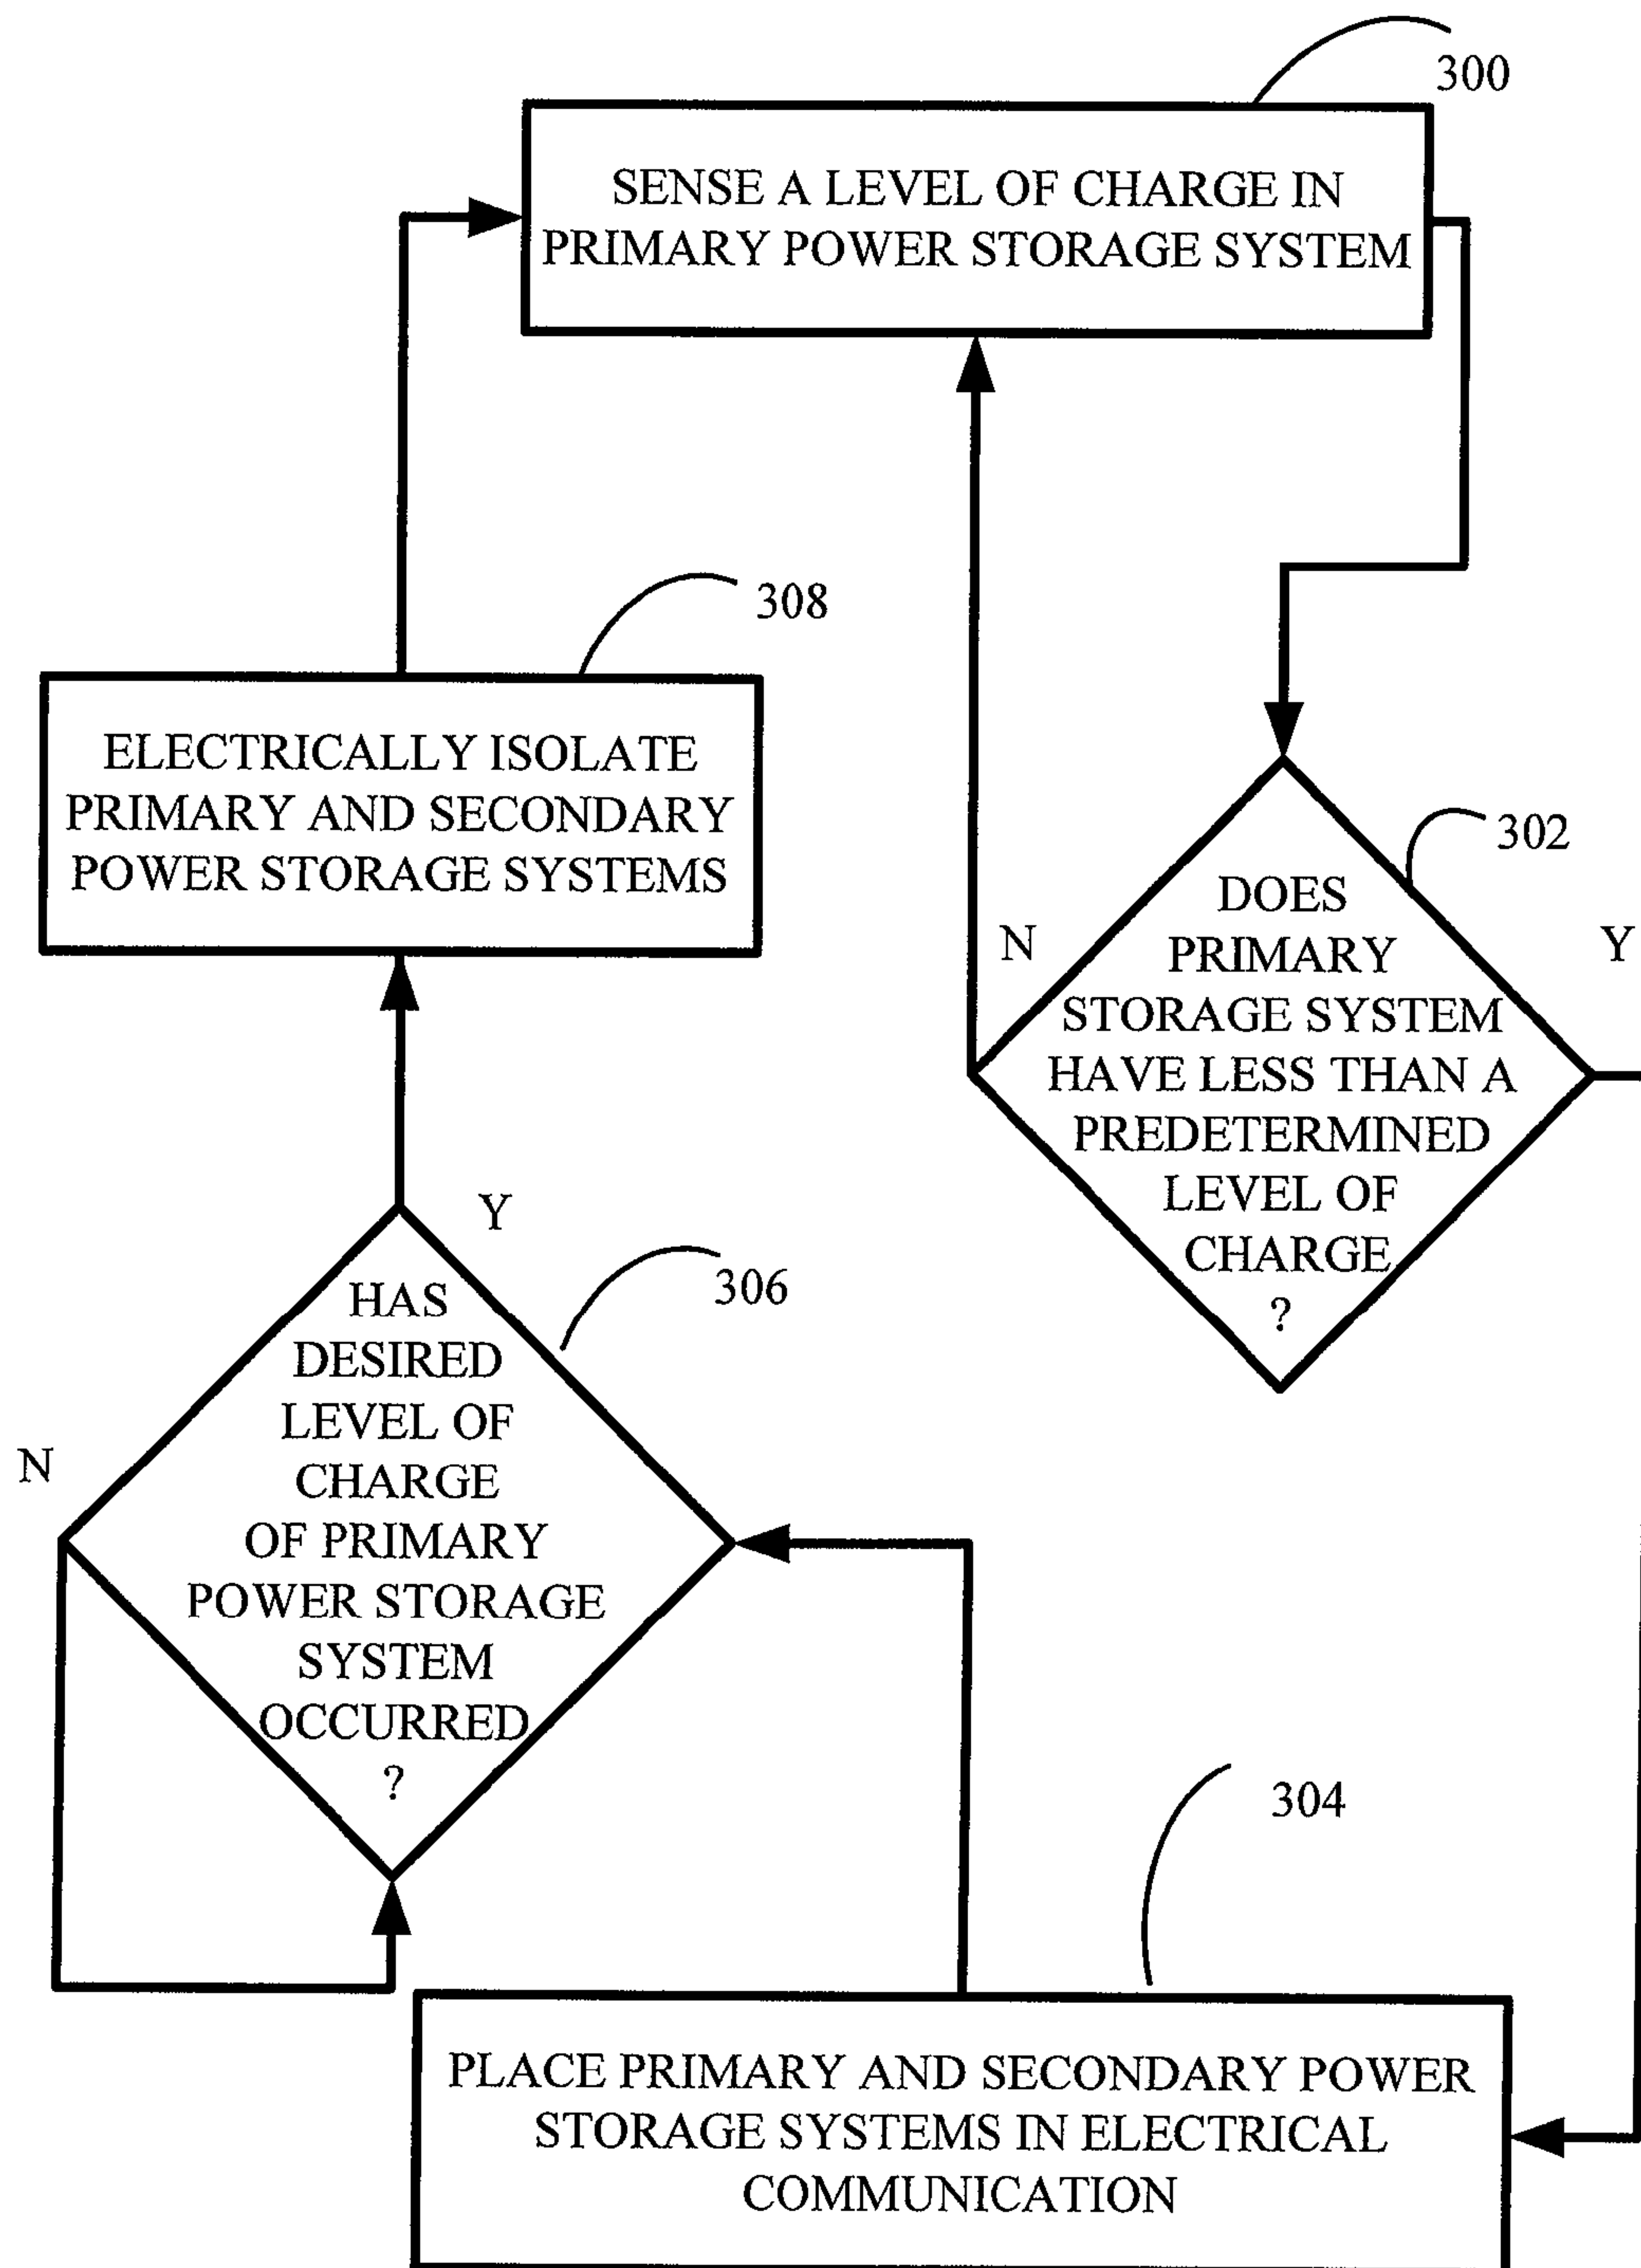 300
SENSE A LEVEL OF CHARGE IN
PRIMARY POWER STORAGE SYSTEM
308
ELECTRICALLY ISOLATE
PRIMARY AND SECONDARY
POWER STORAGE SYSTEMS
302
DOES
PRIMARY
STORAGE SYSTEM
HAVE LESS THAN A
PREDETERMINED
LEVEL OF
CHARGE
?
N
Y
Y
306
HAS
DESIRED
LEVEL OF
CHARGE
OF PRIMARY
POWER STORAGE
SYSTEM
OCCURRED
?
N
304
PLACE PRIMARY AND SECONDARY POWER
STORAGE SYSTEMS IN ELECTRICAL
COMMUNICATION